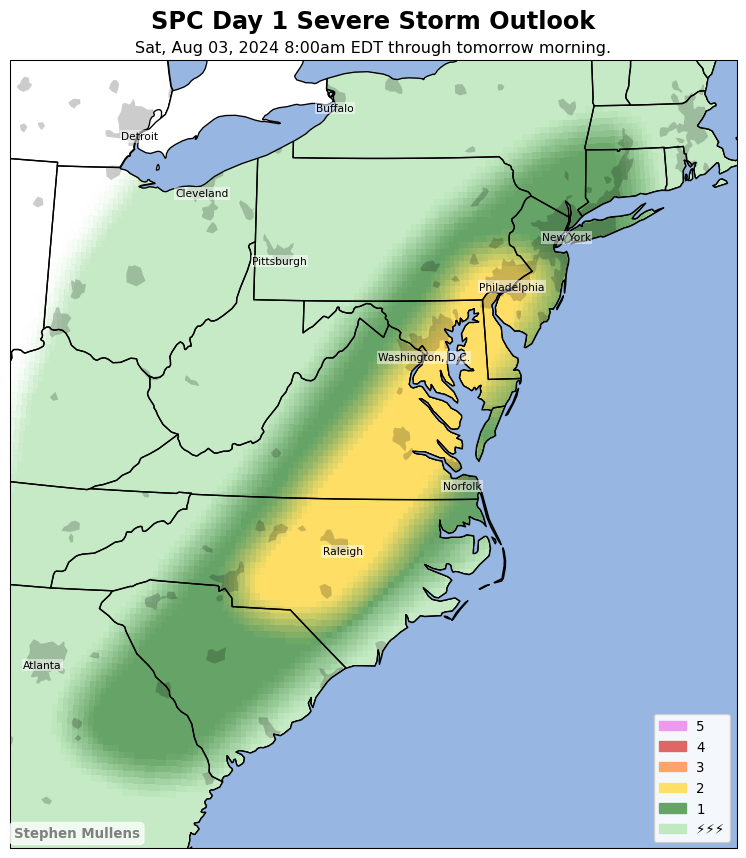 SPC Day 1 Severe Storm Outlook
Sat, Aug 03, 2024 8:00am EDT through tomorrow morning.
Buffalo
Detroit
Cleveland
New York
Pittsburgh
Philadelphia
Washington, D.C.
Norfolk
Raleigh
Atlanta
5
4
3
2
1
⚡⚡⚡
Stephen Mullens